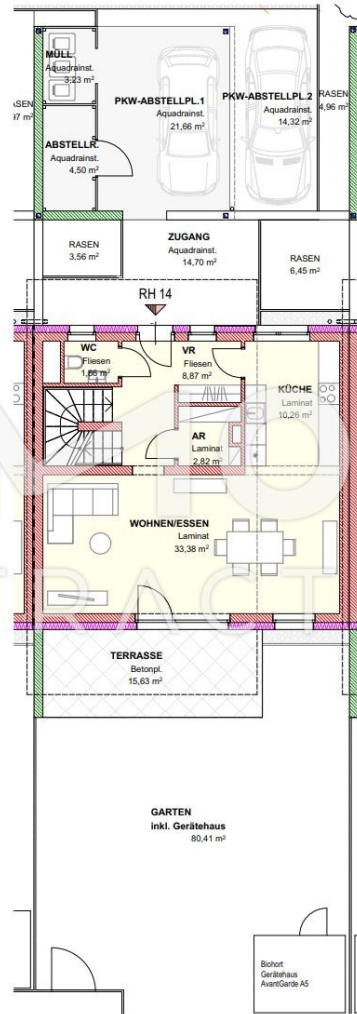 MÜLL
Aquadrainst.
3,23 m²
PKW-ABSTELLPL.1
Aquadrainst.
21,66 m²
PKW-ABSTELLPL.2
Aquadrainst.
14,32 m²
RASEN
4,96 m²
ABSTELLR.
Aquadrainst.
4,50 m²
RASEN
3,56 m²
ZUGANG
Aquadrainst.
14,70 m²
RASEN
6,45 m²
RH 14
WC
Fliesen
VR
Fliesen
8,87 m²
KÜCHE
Laminat
10,26 m²
AR
Laminat
2,82 m²
WOHNEN/ESSEN
Laminat
33,38 m²
TRACT
TERRASSE
Betonpl.
15,63 m²
GARTEN
inkl. Gerätehaus
80,41 m²
Biohort
Gerätehaus
AvantGarde A5